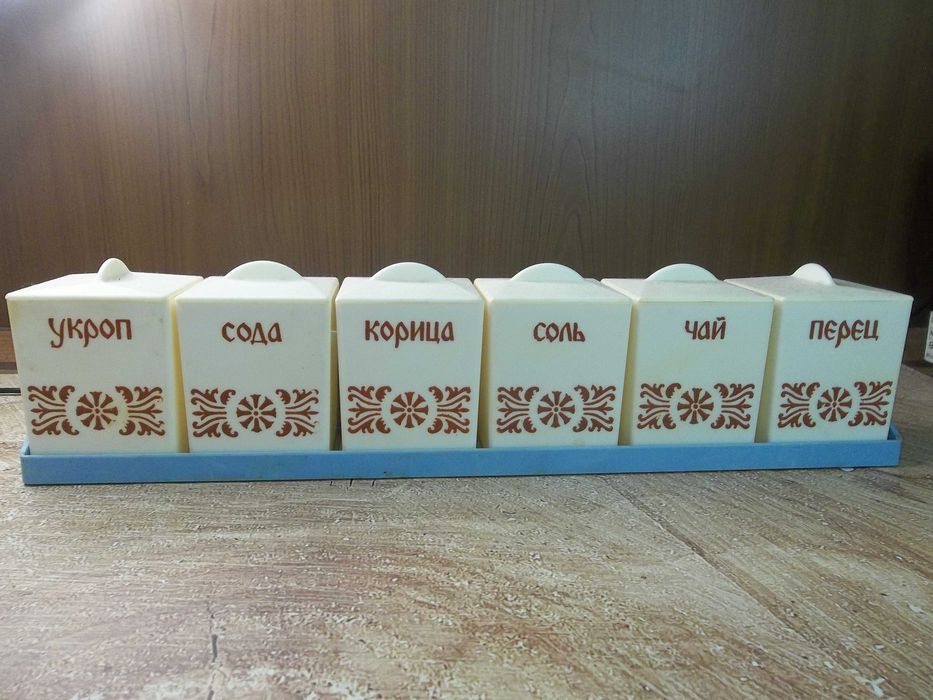 укроп
сода
корица
соль
чай
перец